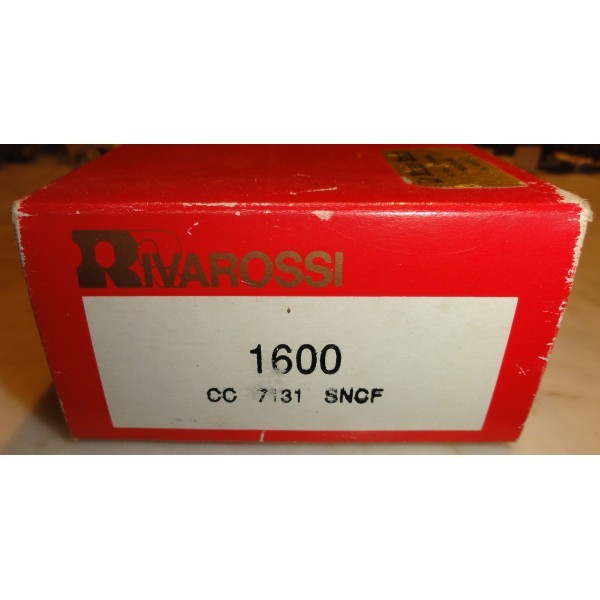 RIVAROSSI
1600
CC 7131 SNCF